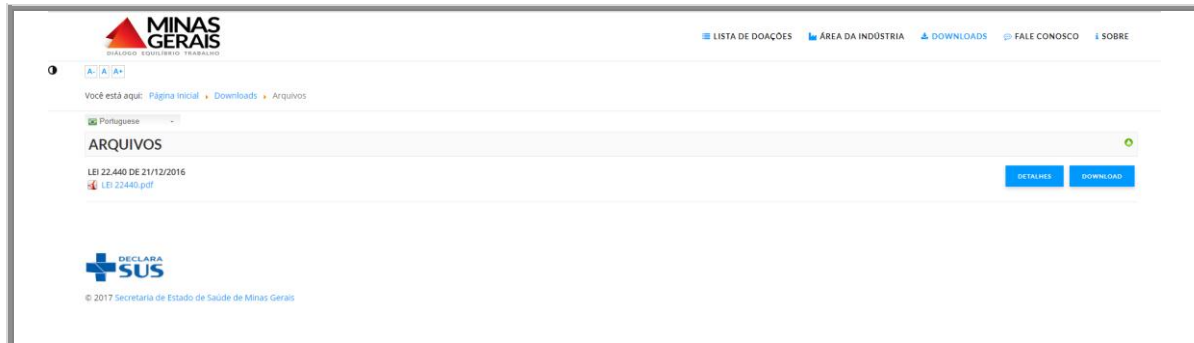 MINAS
GERAIS
DIÁLOGO EQUILÍBRIO TRABALHO
LISTA DE DOAÇÕES ÁREA DA INDÚSTRIA DOWNLOADS FALE CONOSCO SOBRE
A- A A+
Você está aqui: Página Inicial Downloads Arquivos
Portuguese
ARQUIVOS
LEI 22.440 DE 21/12/2016
LEI 22440.pdf
DETALHES DOWNLOAD
DECLARA
SUS
© 2017 Secretaria de Estado de Saúde de Minas Gerais